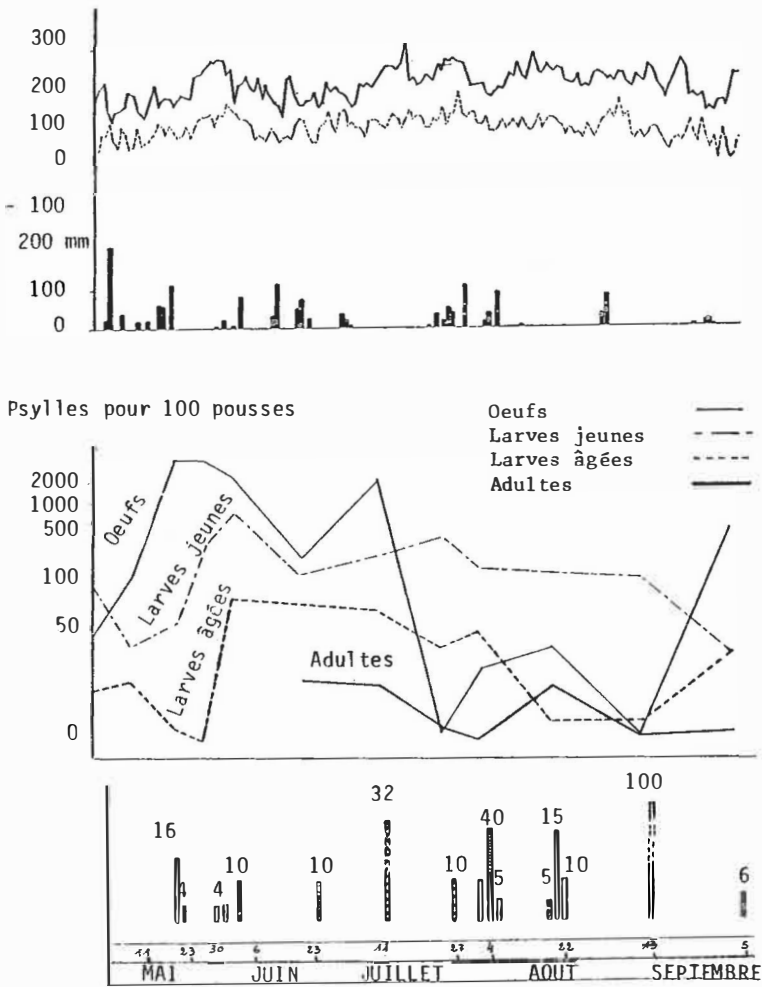 300
200
100
0
- 100
200 mm
100
0
Psylles pour 100 pousses
Oeufs
Larves jeunes
Larves âgées
Adultes
2000
1000
500
100
50
0
Oeufs
Larves jeunes
Larves âgées
Adultes
16
4
4
10
10
32
10
40
5
5
15
10
100
6
11
23
30
6
23
11
27
4
22
13
5
MAI
JUIN
JUILLET
AOUT
SEPTEMBRE